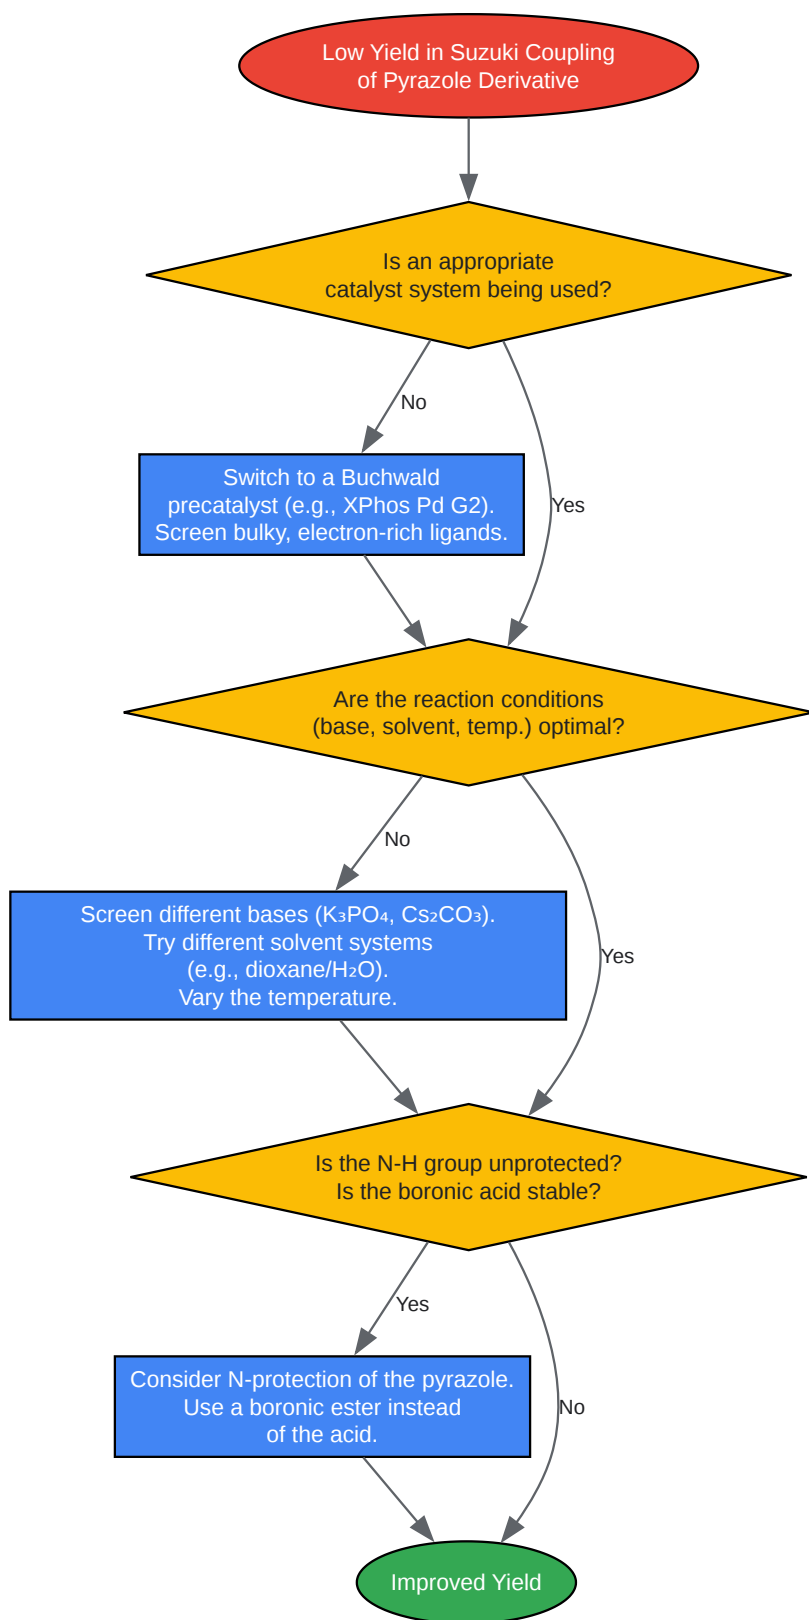 Low Yield in Suzuki Coupling
of Pyrazole Derivative
Is an appropriate
catalyst system being used?
No
Switch to a Buchwald
precatalyst (e.g., XPhos Pd G2).
Screen bulky, electron-rich ligands.
Yes
Are the reaction conditions
(base, solvent, temp.) optimal?
No
Screen different bases (K₃PO₄, Cs₂CO₃).
Try different solvent systems
(e.g., dioxane/H₂O).
Vary the temperature.
Yes
Is the N-H group unprotected?
Is the boronic acid stable?
Yes
Consider N-protection of the pyrazole.
Use a boronic ester instead
of the acid.
No
Improved Yield